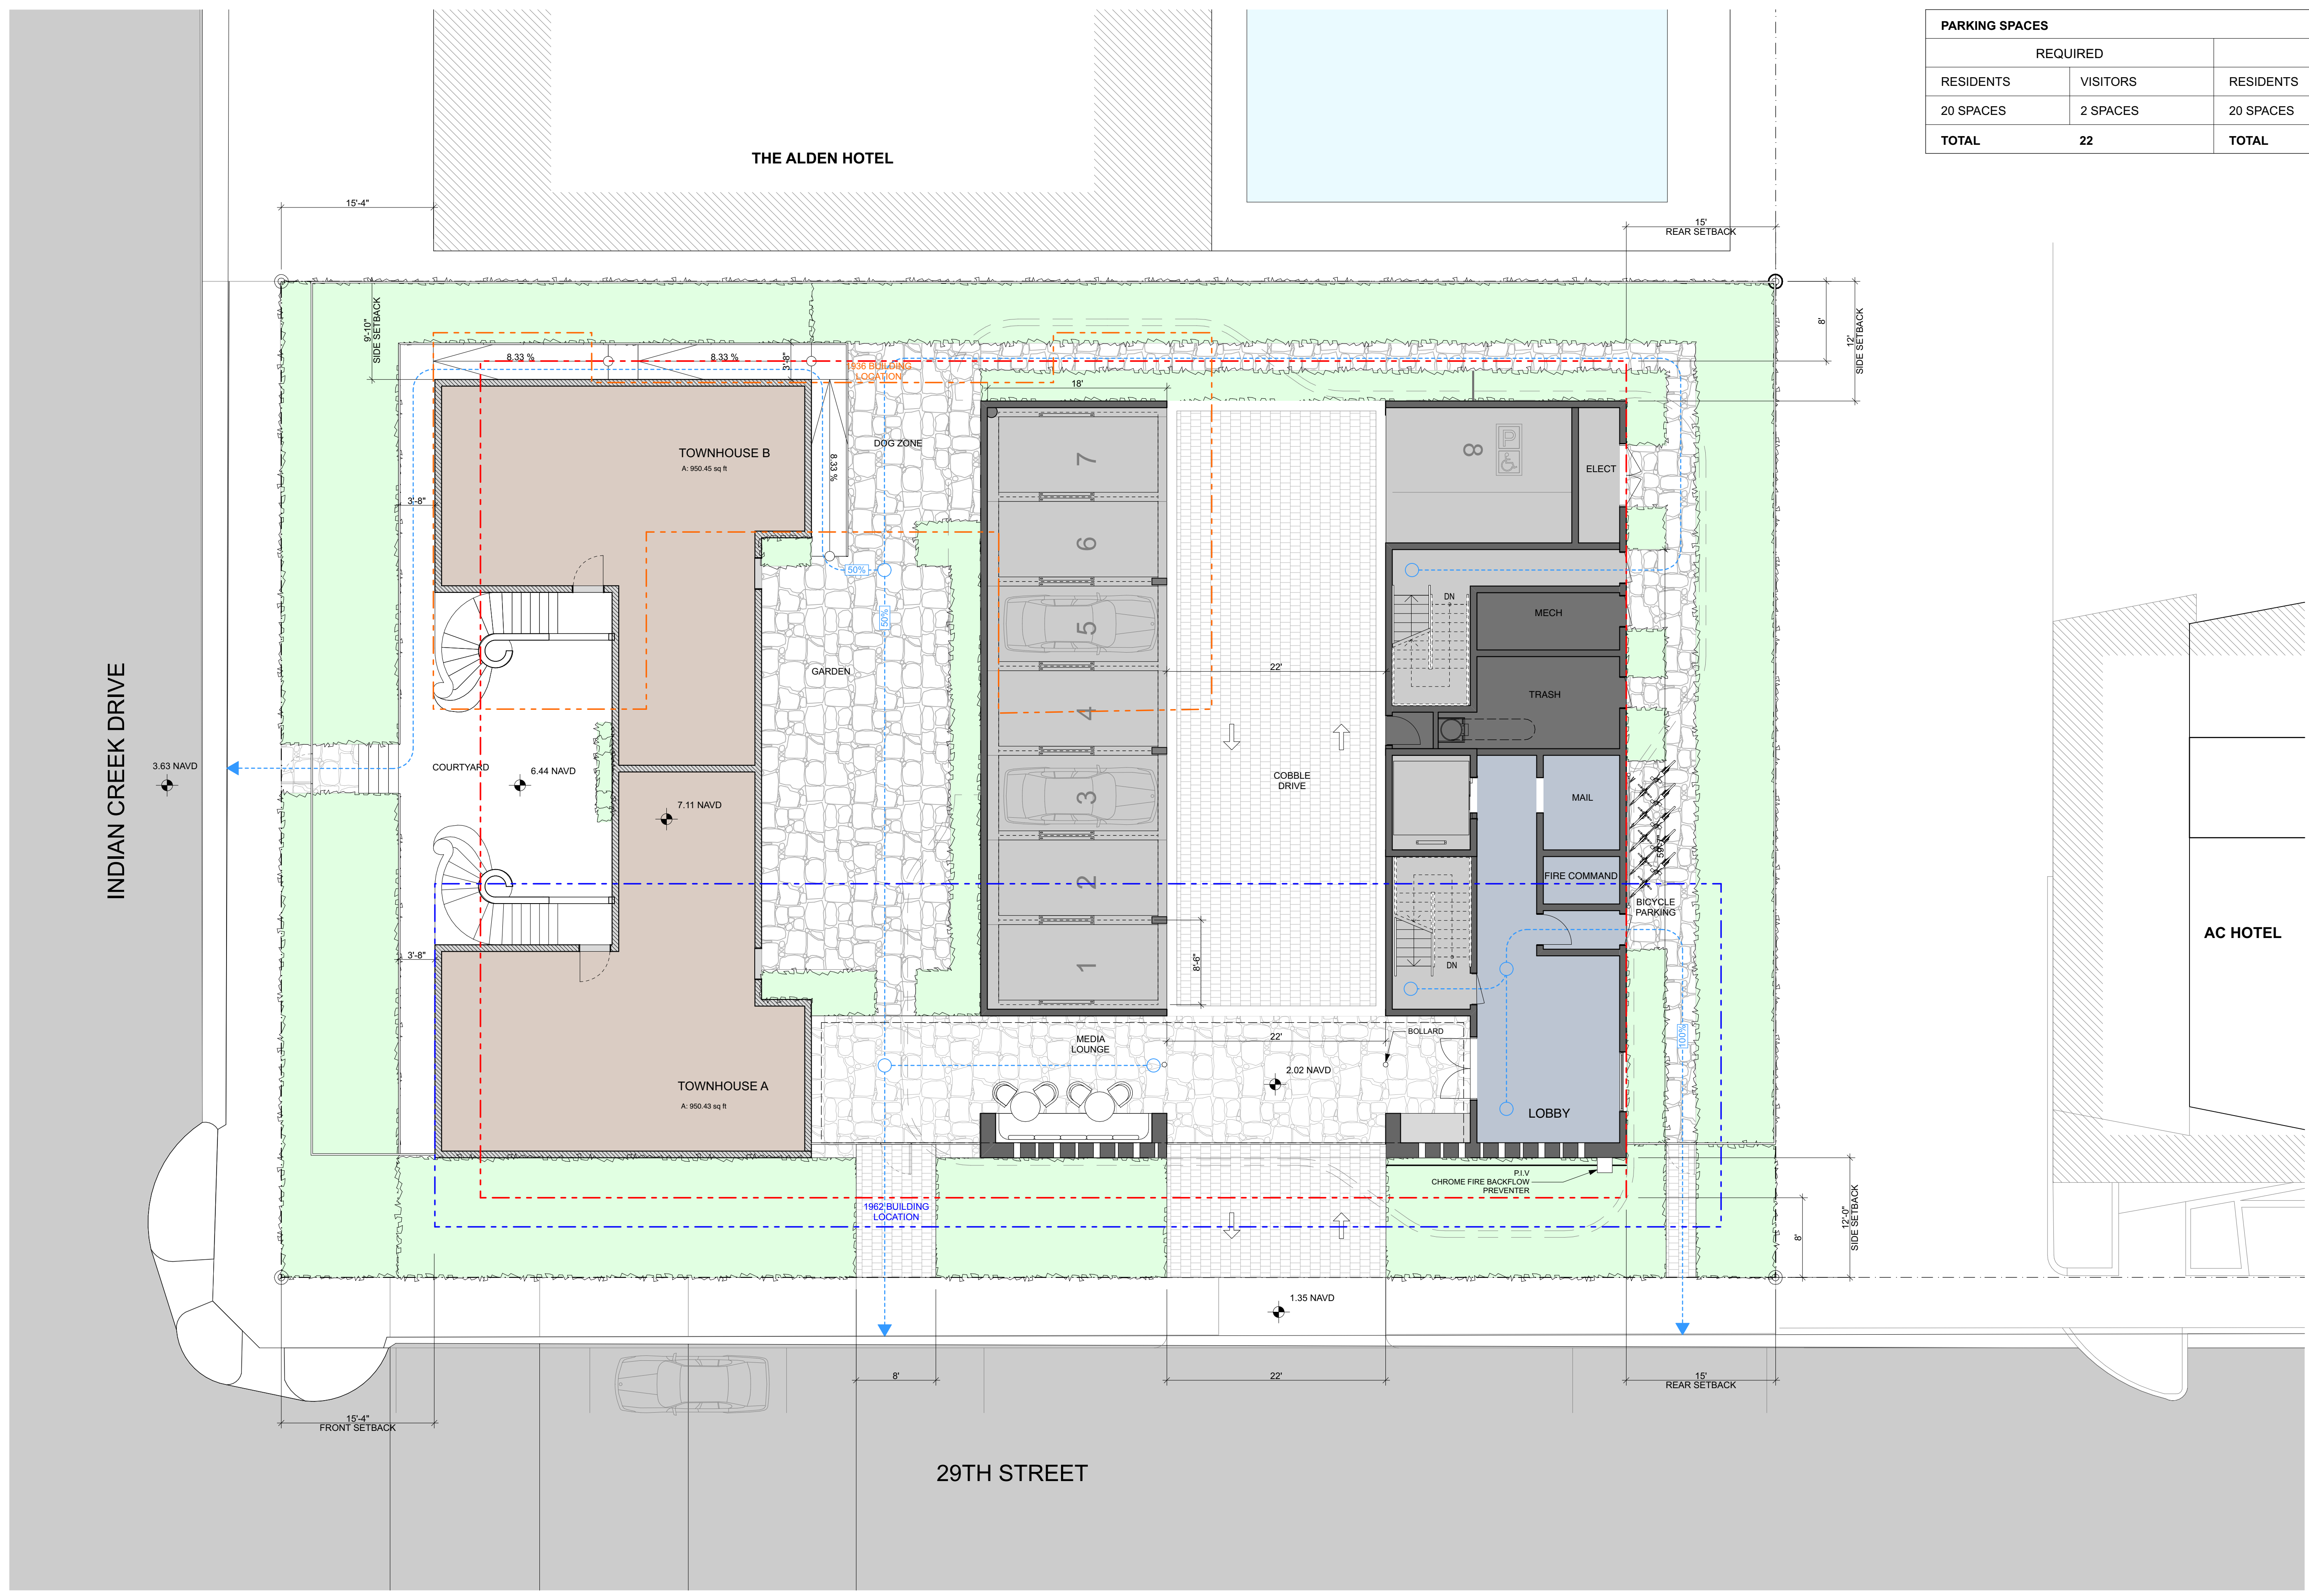 PARKING SPACES
REQUIRED
RESIDENTS VISITORS RESIDENTS
20 SPACES 2 SPACES 20 SPACES
TOTAL 22 TOTAL
THE ALDEN HOTEL
15'-4"
15'
REAR SETBACK
9'-10"
SIDE SETBACK
8.33 %
8.33 %
3'-8"
1936 BUILDING
LOCATION
18'
8'
12"
SIDE SETBACK
TOWNHOUSE B
A: 950.45 sq ft
DOG ZONE
8.33 %
7
8
P
ELECT
3'-8"
6
50%
50%
DN
MECH
5
GARDEN
22'
TRASH
4
INDIAN CREEK DRIVE
3.63 NAVD
COURTYARD
6.44 NAVD
7.11 NAVD
3
COBBLE
DRIVE
MAIL
2
FIRE COMMAND
BICYCLE
PARKING
AC HOTEL
3'-8"
1
8'-6"
DN
MEDIA
LOUNGE
22'
BOLLARD
100%
2.02 NAVD
TOWNHOUSE A
A: 950.43 sq ft
LOBBY
P.I.V
CHROME FIRE BACKFLOW
PREVENTER
1962 BUILDING
LOCATION
8'
12'-0"
SIDE SETBACK
1.35 NAVD
8'
22'
15'
REAR SETBACK
15'-4"
FRONT SETBACK
29TH STREET